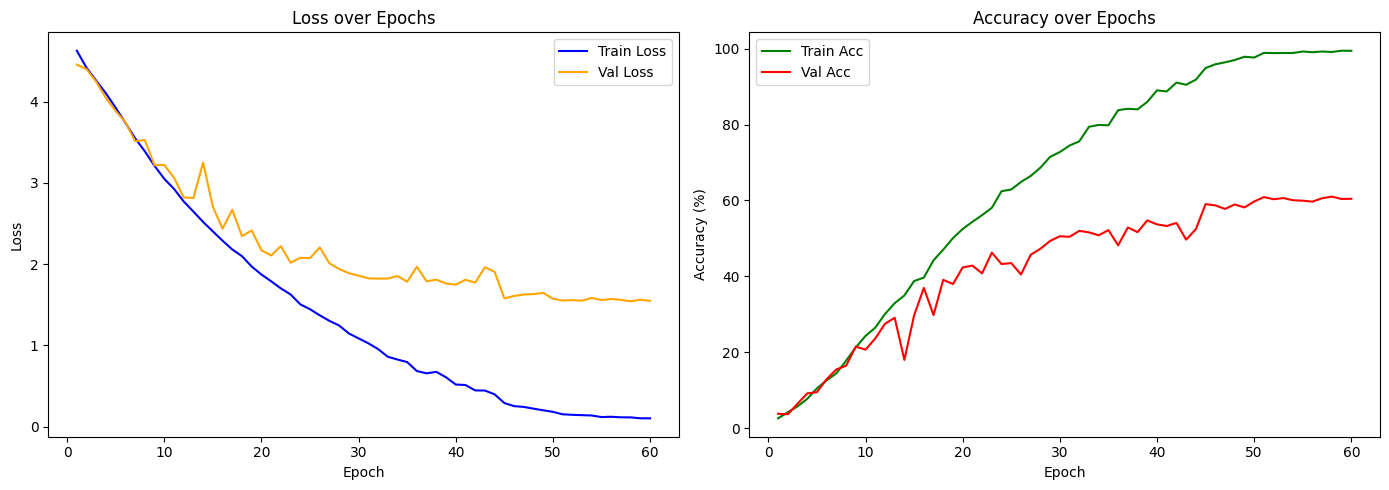 Loss over Epochs
Train Loss
Val Loss
4
3
2
1
0
Loss
0 10 20 30 40 50 60
Epoch
Accuracy over Epochs
Train Acc
Val Acc
100
80
60
40
20
0
Accuracy (%)
0 10 20 30 40 50 60
Epoch